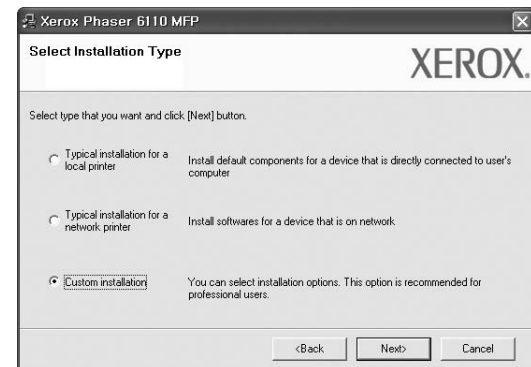 Xerox Phaser 6110 MFP
Select Installation Type
XEROX.
Select type that you want and click [Next] button.
Typical installation for a
local printer
Install default components for a device that is directly connected to user's
computer
Typical installation for a
network printer
Install softwares for a device that is on network
Custom installation
You can select installation options. This option is recommended for
professional users.
<Back
Next>
Cancel